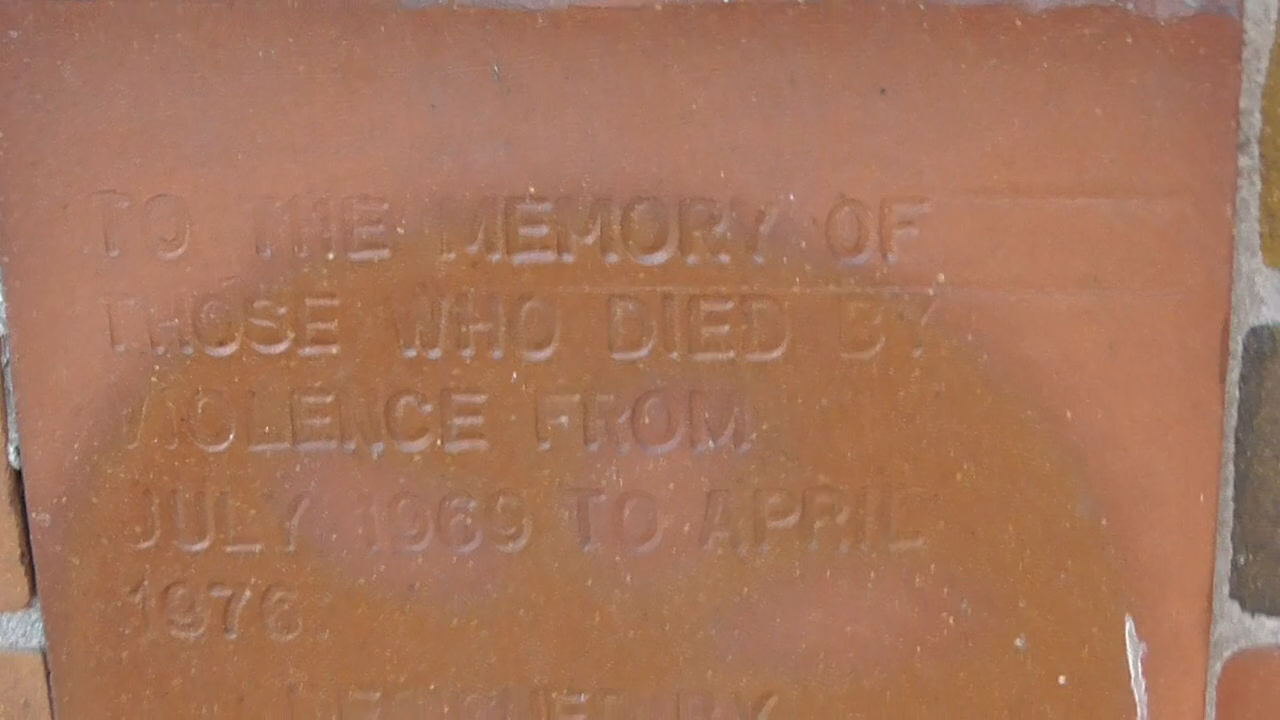 TO THE MEMORY OF
THOSE WHO DIED BY
VIOLENCE FROM
JULY 1969 TO APRIL
1976